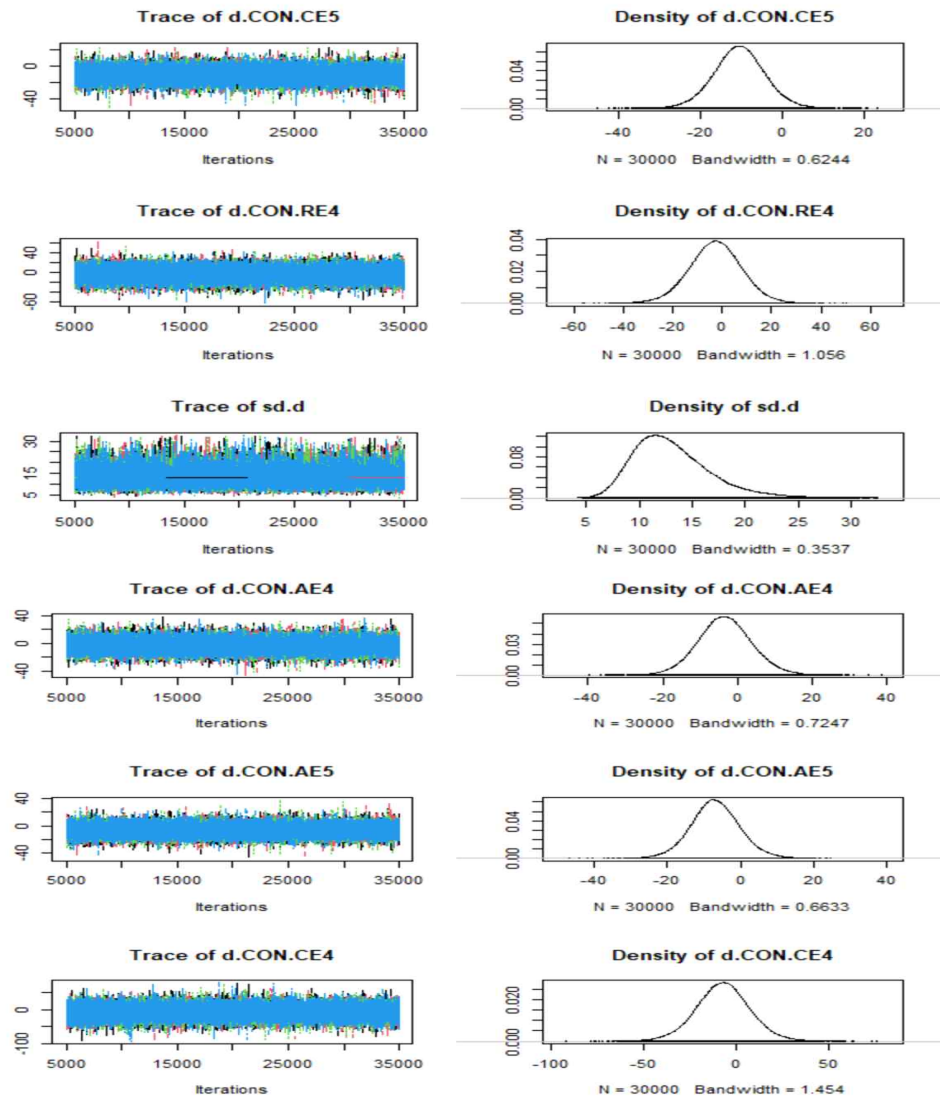 Trace of d.CON.CE5 Density of d.CON.CE5
0 -40
0.04 0.00
5000 15000 25000 35000 -40 -20 0 20
Iterations N = 30000 Bandwidth = 0.6244
Trace of d.CON.RE4 Density of d.CON.RE4
40 0 -60
0.04 0.02 0.00
5000 15000 25000 35000 -60 -40 -20 0 20 40 60
Iterations N = 30000 Bandwidth = 1.056
Trace of sd.d Density of sd.d
30 15 5
0.08 0.00
5000 15000 25000 35000 5 10 15 20 25 30
Iterations N = 30000 Bandwidth = 0.3537
Trace of d.CON.AE4 Density of d.CON.AE4
40 0 -40
0.03 0.00
5000 15000 25000 35000 -40 -20 0 20 40
Iterations N = 30000 Bandwidth = 0.7247
Trace of d.CON.AE5 Density of d.CON.AE5
40 0 -40
0.04 0.00
5000 15000 25000 35000 -40 -20 0 20 40
Iterations N = 30000 Bandwidth = 0.6633
Trace of d.CON.CE4 Density of d.CON.CE4
0 -100
0.020 0.000
5000 15000 25000 35000 -100 -50 0 50
Iterations N = 30000 Bandwidth = 1.454